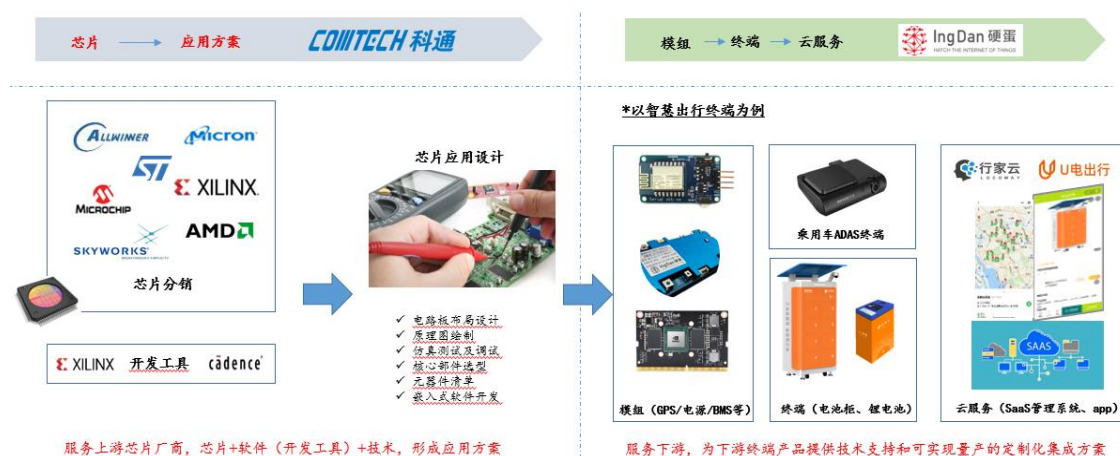 芯片 应用方案 COMTECH 科通
模组 终端 云服务 IngDan 硬蛋
HATCH THE INTERNET OF THINGS
*以智慧出行终端为例
ALLWINNER Micron
ST
MICROCHIP XILINX
SKYWORKS AMD
芯片分销
XILINX 开发工具 cādence
芯片应用设计
✓ 电路板布局设计
✓ 原理图绘制
✓ 仿真测试及调试
✓ 核心部件选型
✓ 元器件清单
✓ 嵌入式软件开发
模组（GPS/电源/BMS等）
乘用车ADAS终端
终端（电池柜、锂电池）
行家云 U电出行
LOCOWAY
SAAS
云服务（SaaS管理系统、app）
服务上游芯片厂商，芯片+软件（开发工具）+技术，形成应用方案
服务下游，为下游终端产品提供技术支持和可实现量产的定制化集成方案